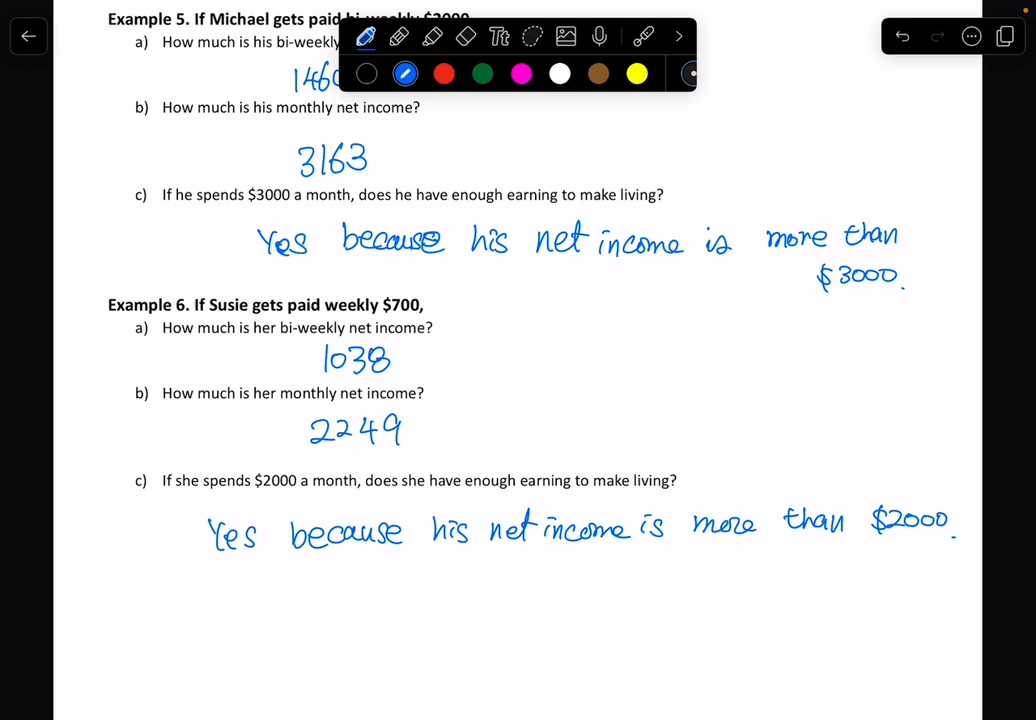 Example 5. If Michael gets paid bi-weekly $2000
a) How much is his bi-weekly
1460
b) How much is his monthly net income?
3163
c) If he spends $3000 a month, does he have enough earning to make living?
Yes because his net income is more than
$3000.
Example 6. If Susie gets paid weekly $700,
a) How much is her bi-weekly net income?
1038
b) How much is her monthly net income?
2249
c) If she spends $2000 a month, does she have enough earning to make living?
Yes because his net income is more than $2000.